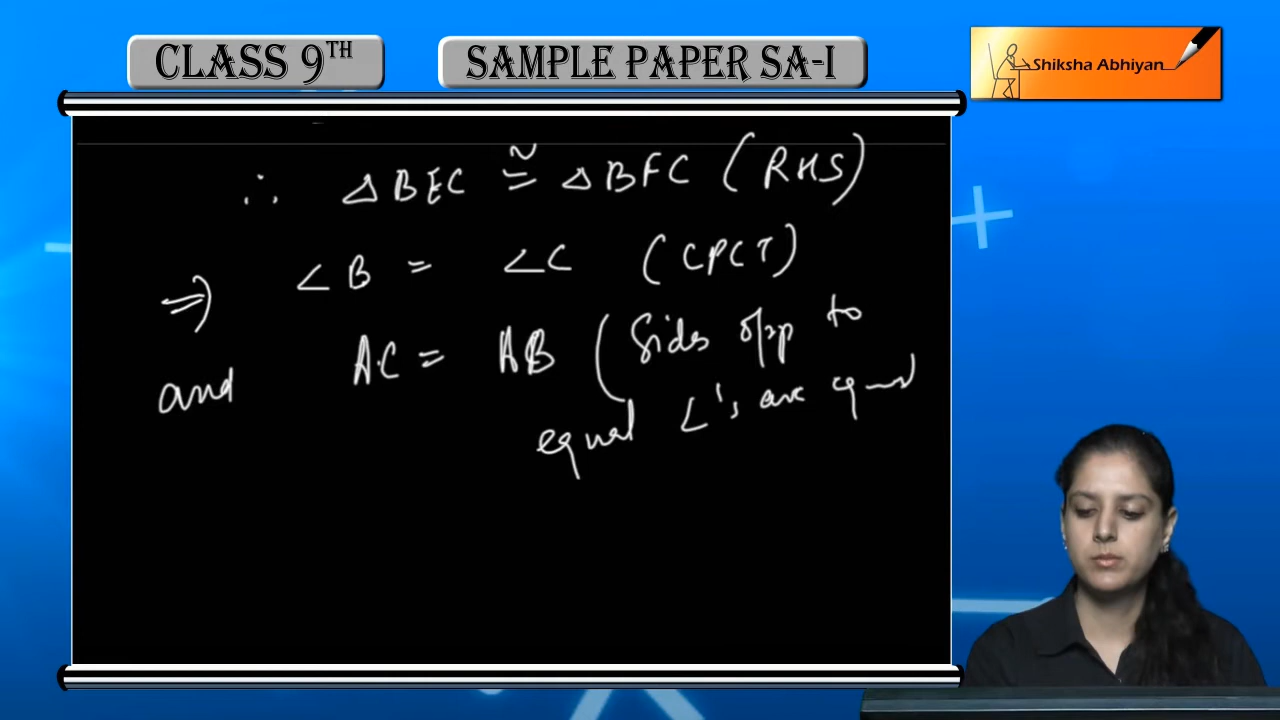 CLASS 9TH
SAMPLE PAPER SA-I
Shiksha Abhiyan
∴ ΔBEC ≅ ΔBFC (RHS)
⇒ ∠B = ∠C (CPCT)
and AC = AB (Sides opp to
equal ∠'s are equal